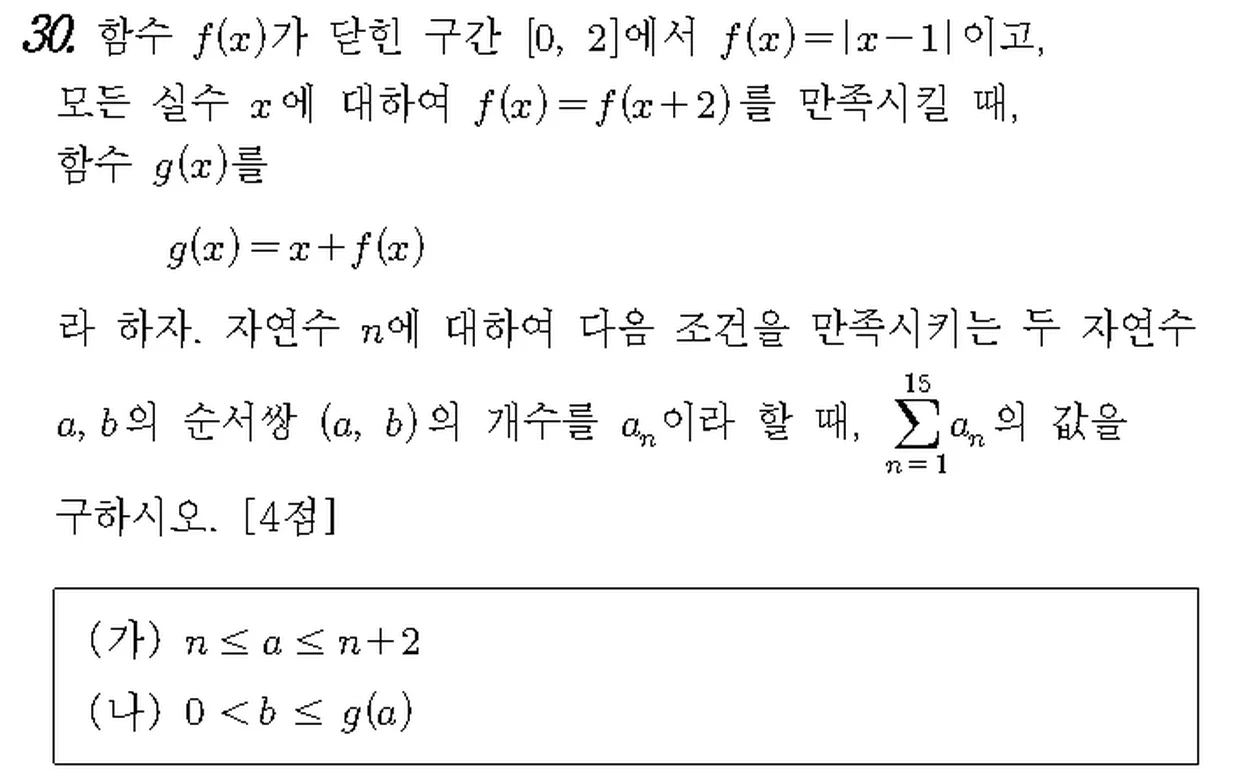 30. 함수 f(x)가 닫힌 구간 [0, 2]에서 f(x)=|x-1|이고,
모든 실수 x에 대하여 f(x)=f(x+2)를 만족시킬 때,
함수 g(x)를
g(x)=x+f(x)
라 하자. 자연수 n에 대하여 다음 조건을 만족시키는 두 자연수
a, b의 순서쌍 (a, b)의 개수를 aₙ이라 할 때, ∑_{n=1}^{15} aₙ의 값을
구하시오. [4점]
(가) n ≤ a ≤ n+2
(나) 0 < b ≤ g(a)